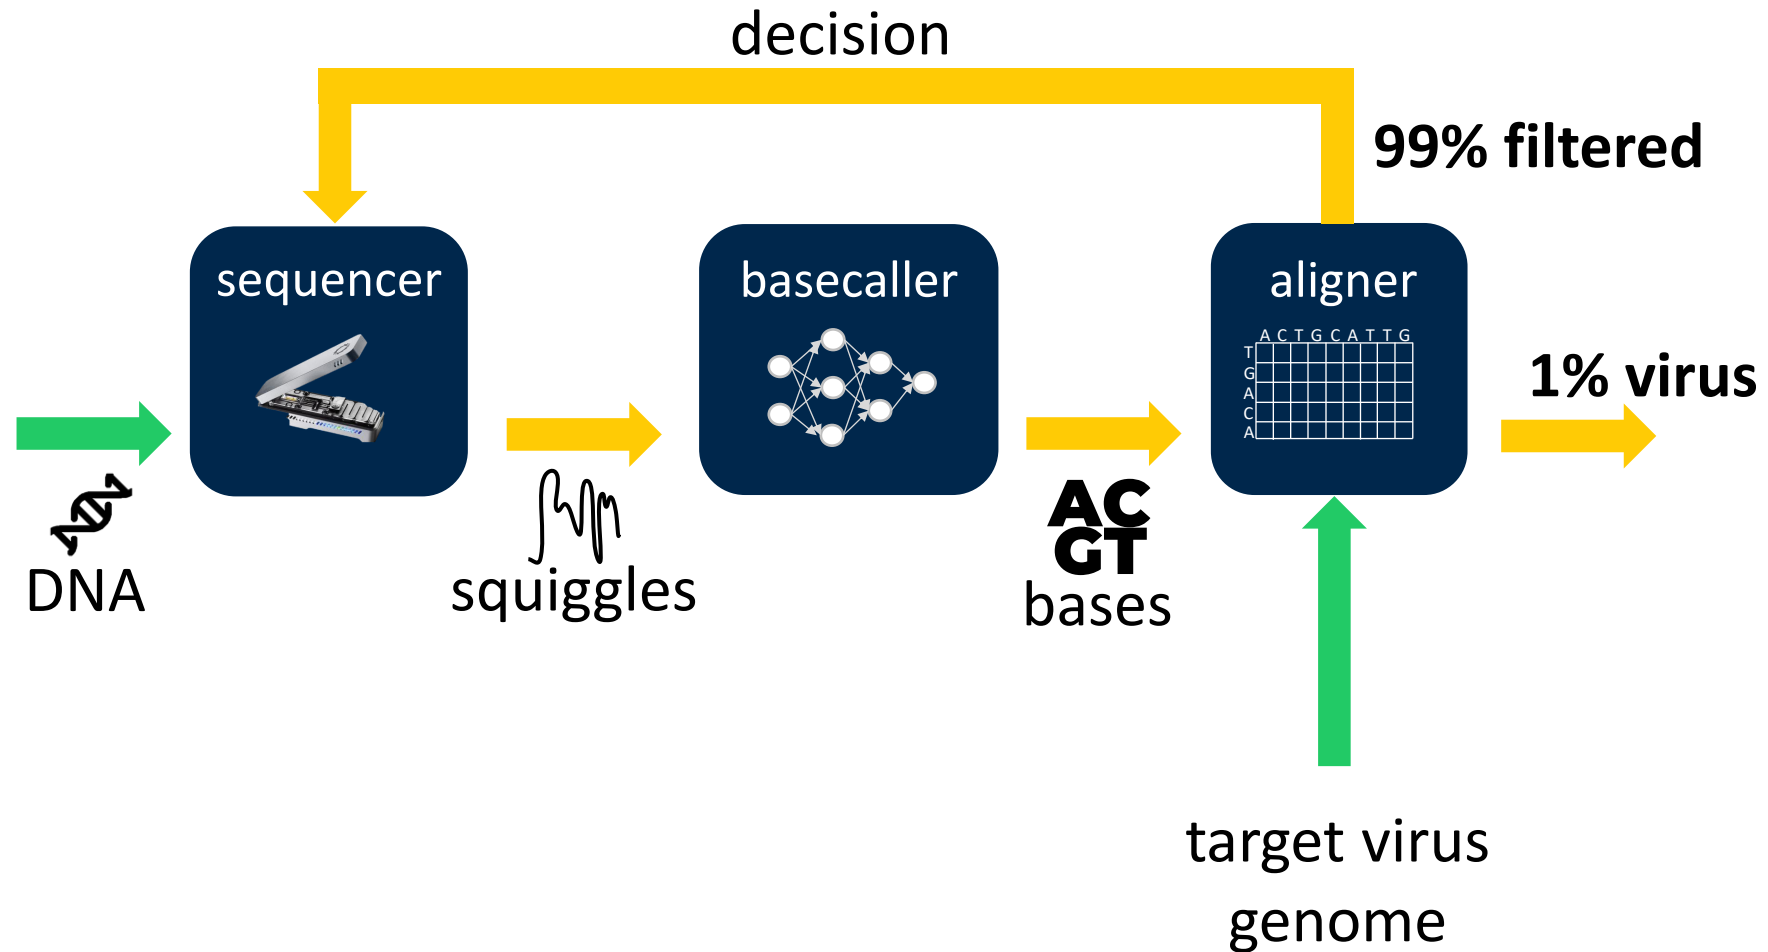 decision
99% filtered
sequencer
basecaller
aligner
A C T G C A T T G
T
G
A
C
A
1% virus
DNA
squiggles
AC
GT
bases
target virus
genome